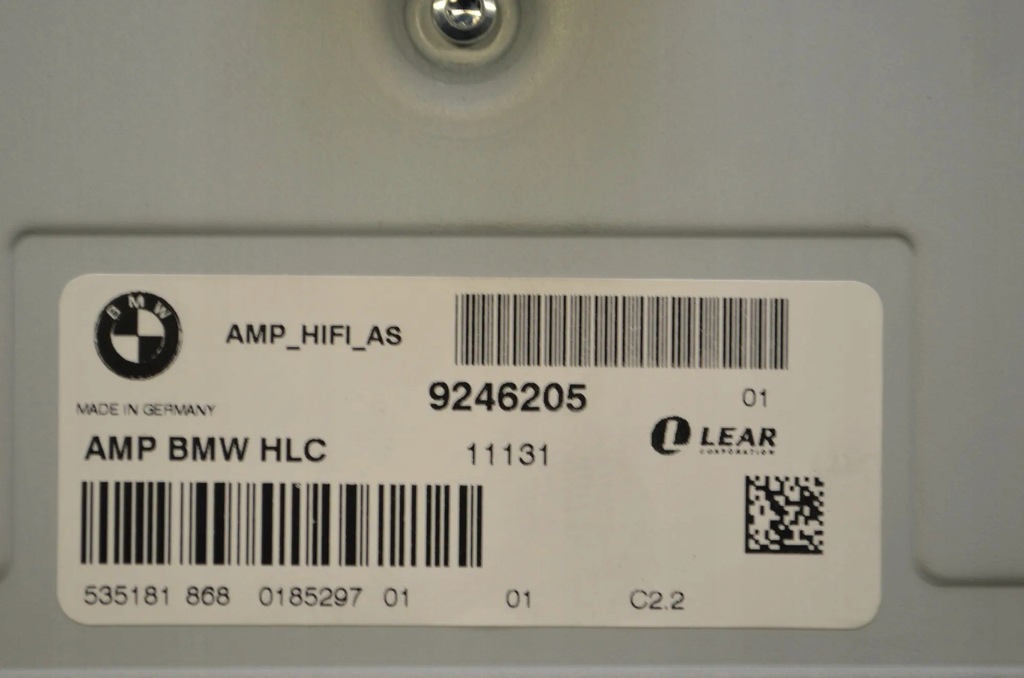 BMW
AMP_HIFI_AS
9246205 01
MADE IN GERMANY
AMP BMW HLC 11131 LEAR
CORPORATION
535181 868 0185297 01 01 C2.2